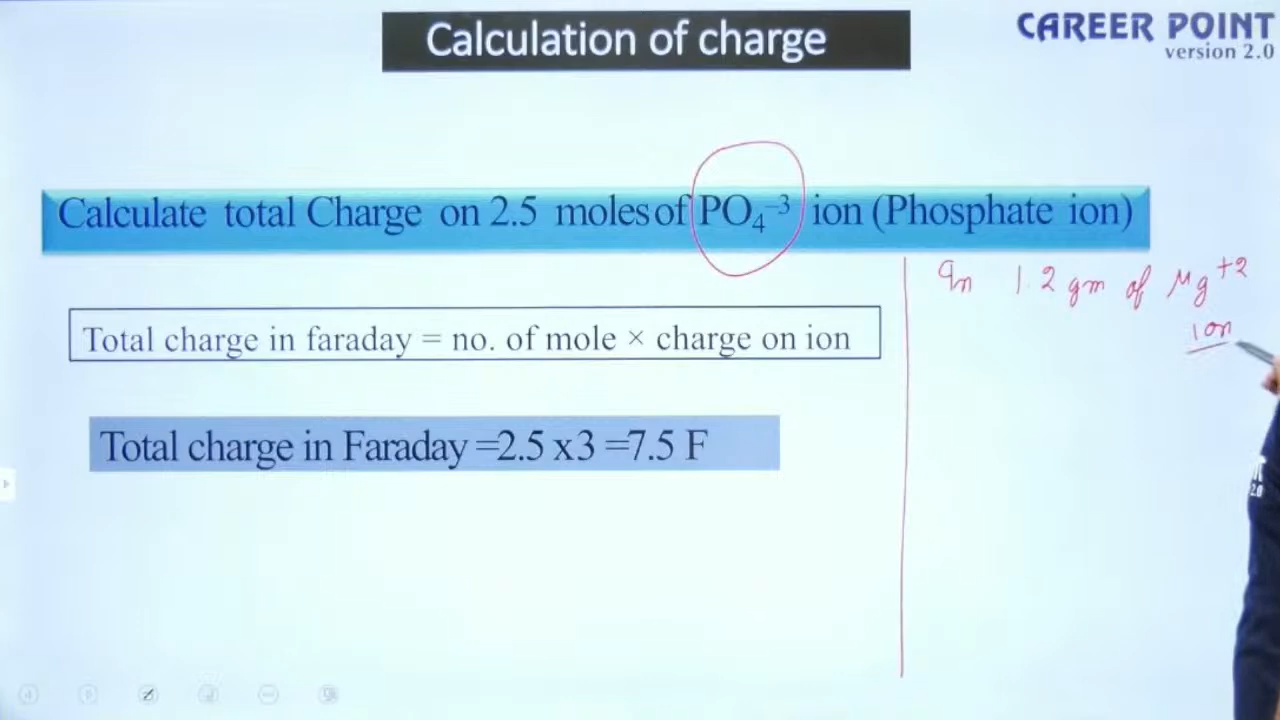 Calculation of charge
CAREER POINT
version 2.0
Calculate total Charge on 2.5 moles of PO₄⁻³ ion (Phosphate ion)
In 1.2 gm of Mg⁺²
ion
Total charge in faraday = no. of mole × charge on ion
Total charge in Faraday =2.5 x3 =7.5 F
2.0